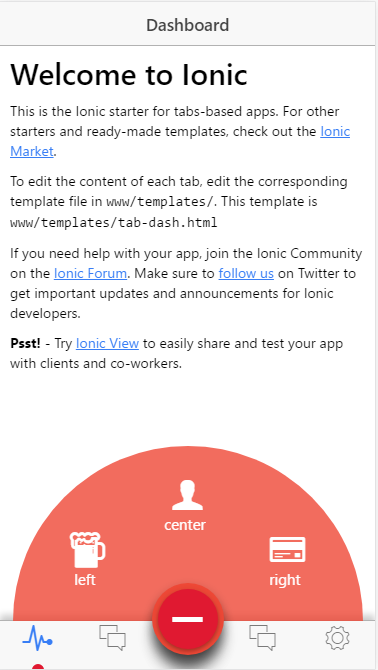 Dashboard
Welcome to Ionic
This is the Ionic starter for tabs-based apps. For other
starters and ready-made templates, check out the Ionic
Market.
To edit the content of each tab, edit the corresponding
template file in www/templates/. This template is
www/templates/tab-dash.html
If you need help with your app, join the Ionic Community
on the Ionic Forum. Make sure to follow us on Twitter to
get important updates and announcements for Ionic
developers.
Psst! - Try Ionic View to easily share and test your app
with clients and co-workers.
center
left
right